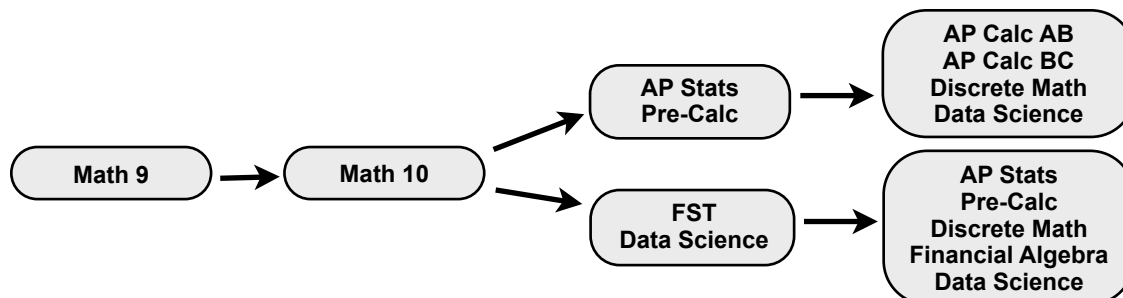 Math 9
Math 10
AP Stats
Pre-Calc
AP Calc AB
AP Calc BC
Discrete Math
Data Science
FST
Data Science
AP Stats
Pre-Calc
Discrete Math
Financial Algebra
Data Science